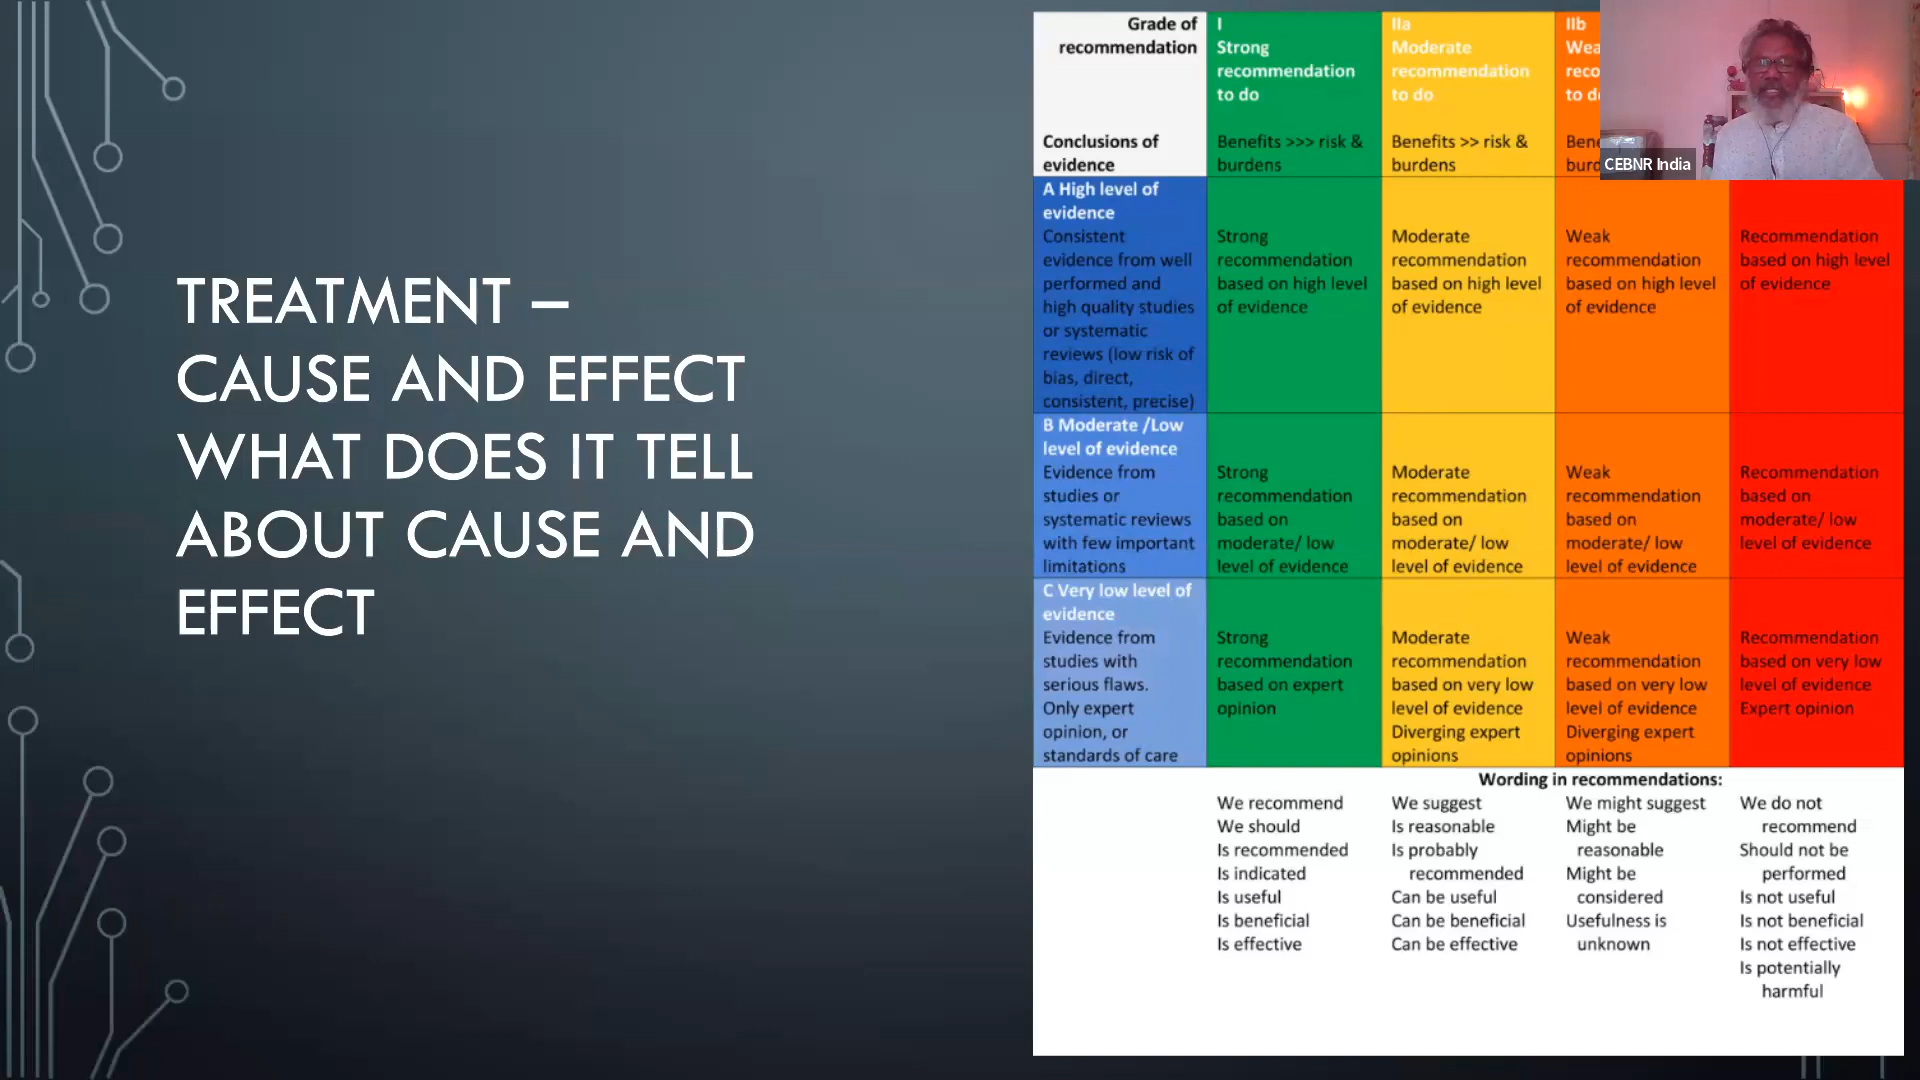 TREATMENT –
CAUSE AND EFFECT
WHAT DOES IT TELL
ABOUT CAUSE AND
EFFECT
Grade of
recommendation
Conclusions of
evidence
I
Strong
recommendation
to do
Benefits >>> risk &
burdens
IIa
Moderate
recommendation
to do
Benefits >> risk &
burdens
IIb
CEBNR India
A High level of
evidence
Consistent
evidence from well
performed and
high quality studies
or systematic
reviews (low risk of
bias, direct,
consistent, precise)
Strong
recommendation
based on high level
of evidence
Moderate
recommendation
based on high level
of evidence
Weak
recommendation
based on high level
of evidence
Recommendation
based on high level
of evidence
B Moderate /Low
level of evidence
Evidence from
studies or
systematic reviews
with few important
limitations
Strong
recommendation
based on
moderate/ low
level of evidence
Moderate
recommendation
based on
moderate/ low
level of evidence
Weak
recommendation
based on
moderate/ low
level of evidence
Recommendation
based on
moderate/ low
level of evidence
C Very low level of
evidence
Evidence from
studies with
serious flaws.
Only expert
opinion, or
standards of care
Strong
recommendation
based on expert
opinion
Moderate
recommendation
based on very low
level of evidence
Diverging expert
opinions
Weak
recommendation
based on very low
level of evidence
Diverging expert
opinions
Recommendation
based on very low
level of evidence
Expert opinion
Wording in recommendations:
We recommend
We should
Is recommended
Is indicated
Is useful
Is beneficial
Is effective
We suggest
Is reasonable
Is probably
recommended
Can be useful
Can be beneficial
Can be effective
We might suggest
Might be
reasonable
Might be
considered
Usefulness is
unknown
We do not
recommend
Should not be
performed
Is not useful
Is not beneficial
Is not effective
Is potentially
harmful